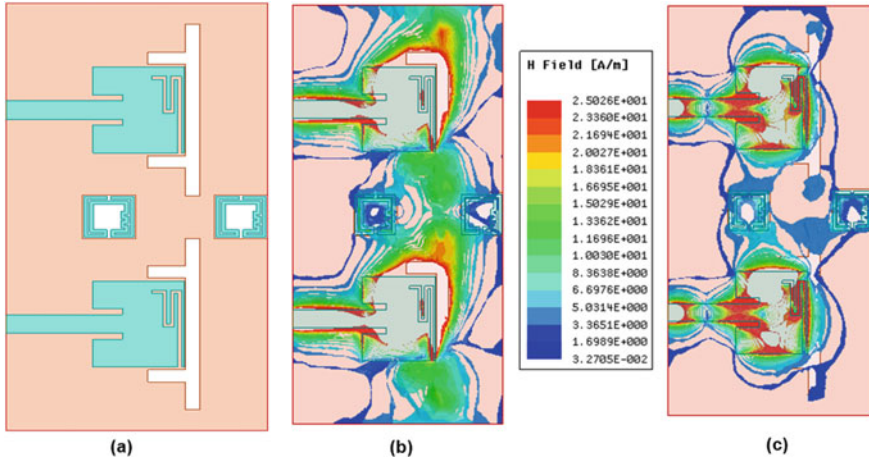 H Field [A/m]
2.5026E+001
2.3360E+001
2.1694E+001
2.0027E+001
1.8361E+001
1.6695E+001
1.5029E+001
1.3362E+001
1.1696E+001
1.0030E+001
8.3638E+000
6.6976E+000
5.0314E+000
3.3651E+000
1.6989E+000
3.2705E-002
(a)
(b)
(c)